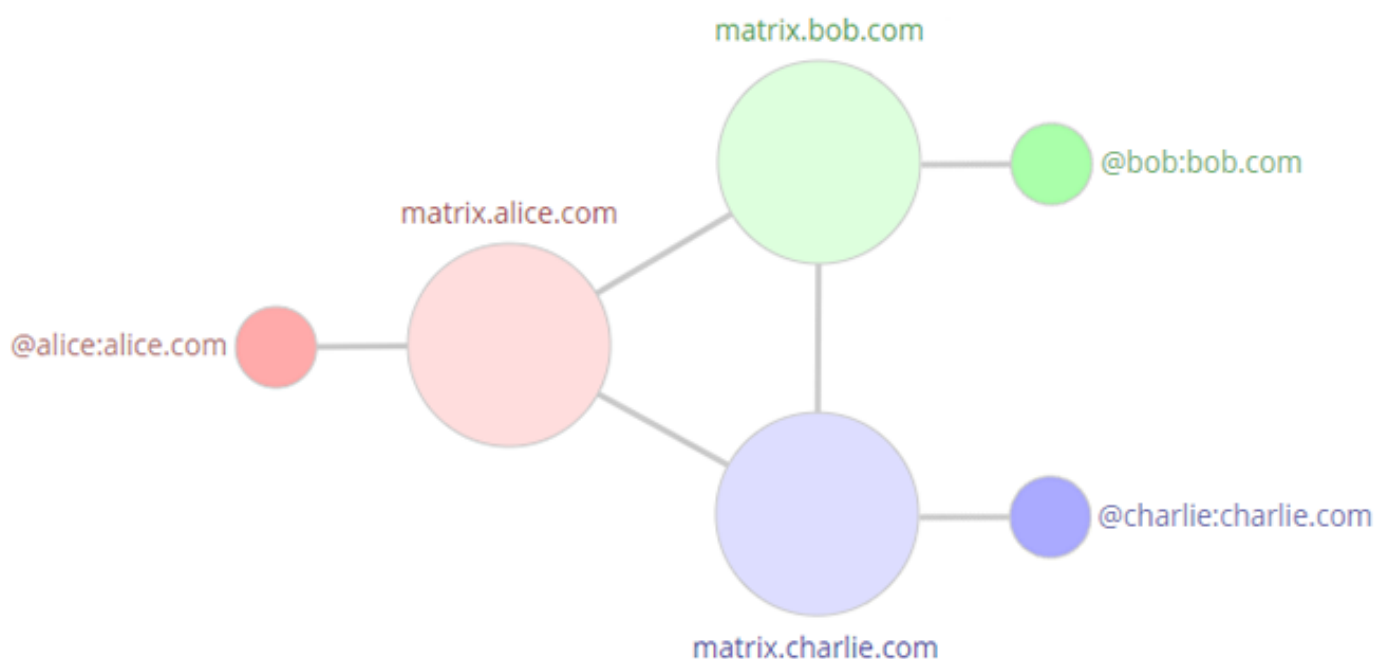 matrix.bob.com
@bob:bob.com
matrix.alice.com
@alice:alice.com
@charlie:charlie.com
matrix.charlie.com